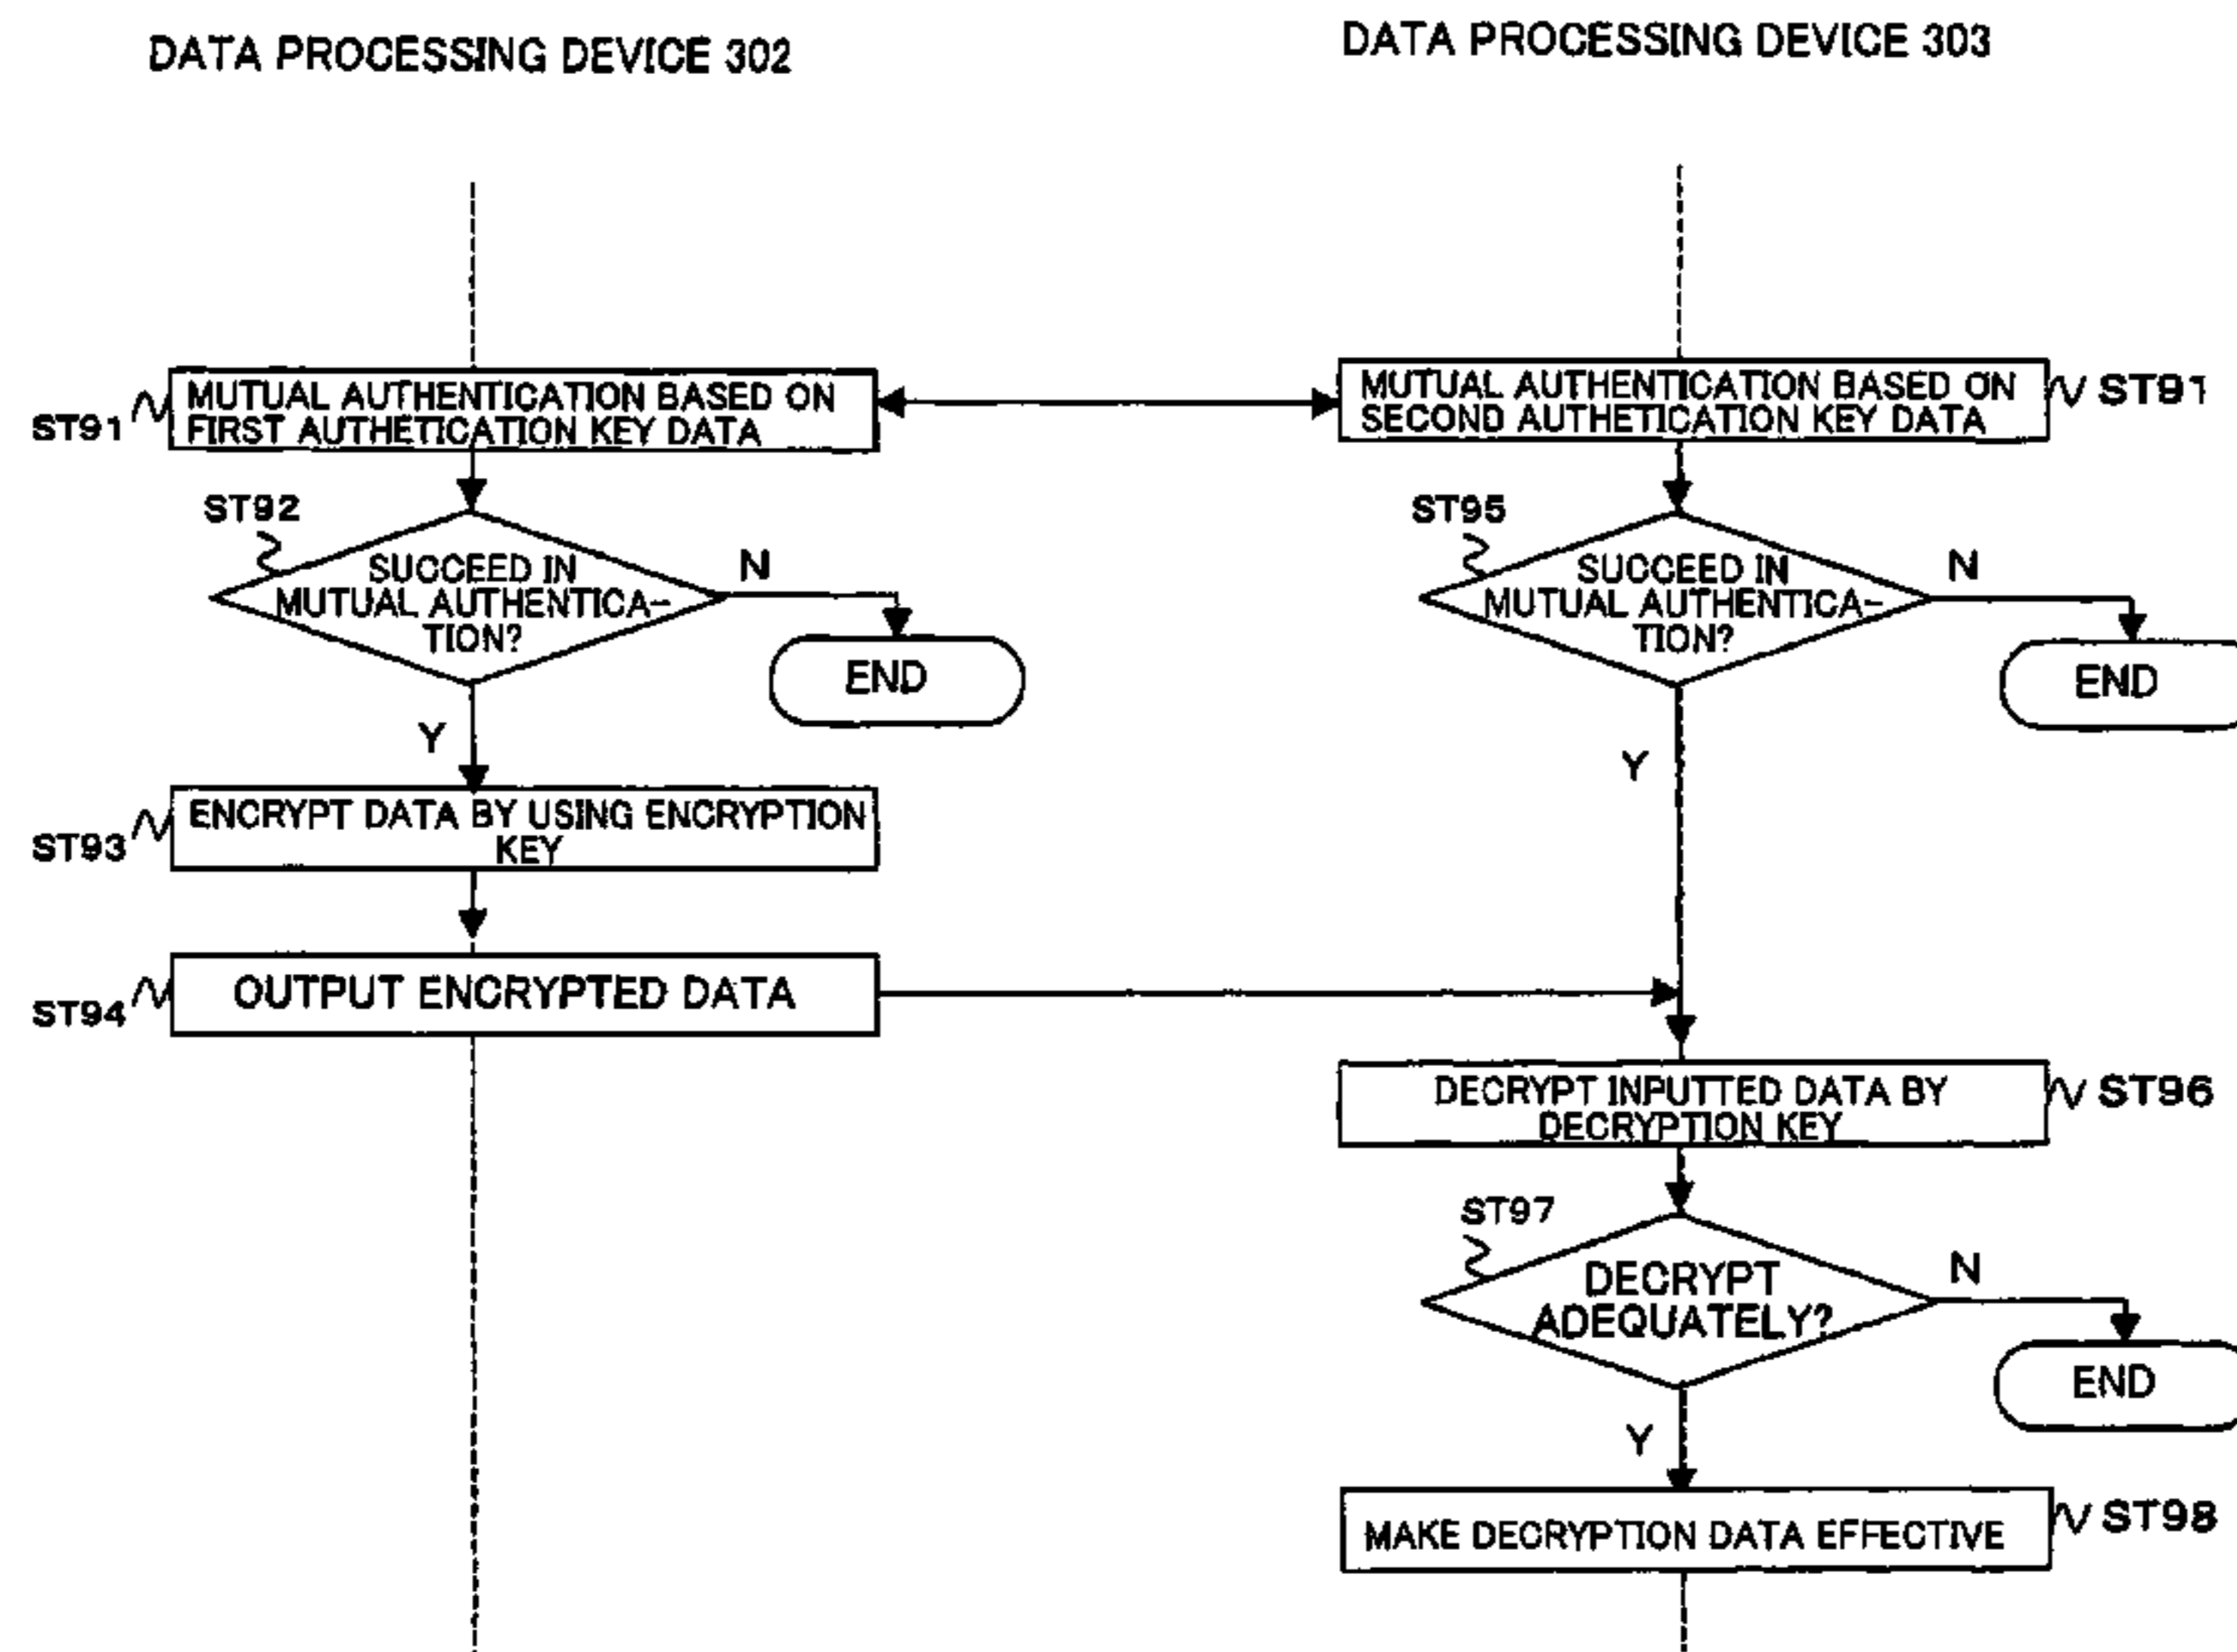 DATA PROCESSING DEVICE 302
DATA PROCESSING DEVICE 303
ST91
MUTUAL AUTHENTICATION BASED ON
FIRST AUTHETICATION KEY DATA
MUTUAL AUTHENTICATION BASED ON
SECOND AUTHETICATION KEY DATA
ST91
ST92
SUCCEED IN
MUTUAL AUTHENTICA-
TION?
N
END
Y
ST95
SUCCEED IN
MUTUAL AUTHENTICA-
TION?
N
END
Y
ST93
ENCRYPT DATA BY USING ENCRYPTION
KEY
ST94
OUTPUT ENCRYPTED DATA
DECRYPT INPUTTED DATA BY
DECRYPTION KEY
ST96
ST97
DECRYPT
ADEQUATELY?
N
END
Y
MAKE DECRYPTION DATA EFFECTIVE
ST98